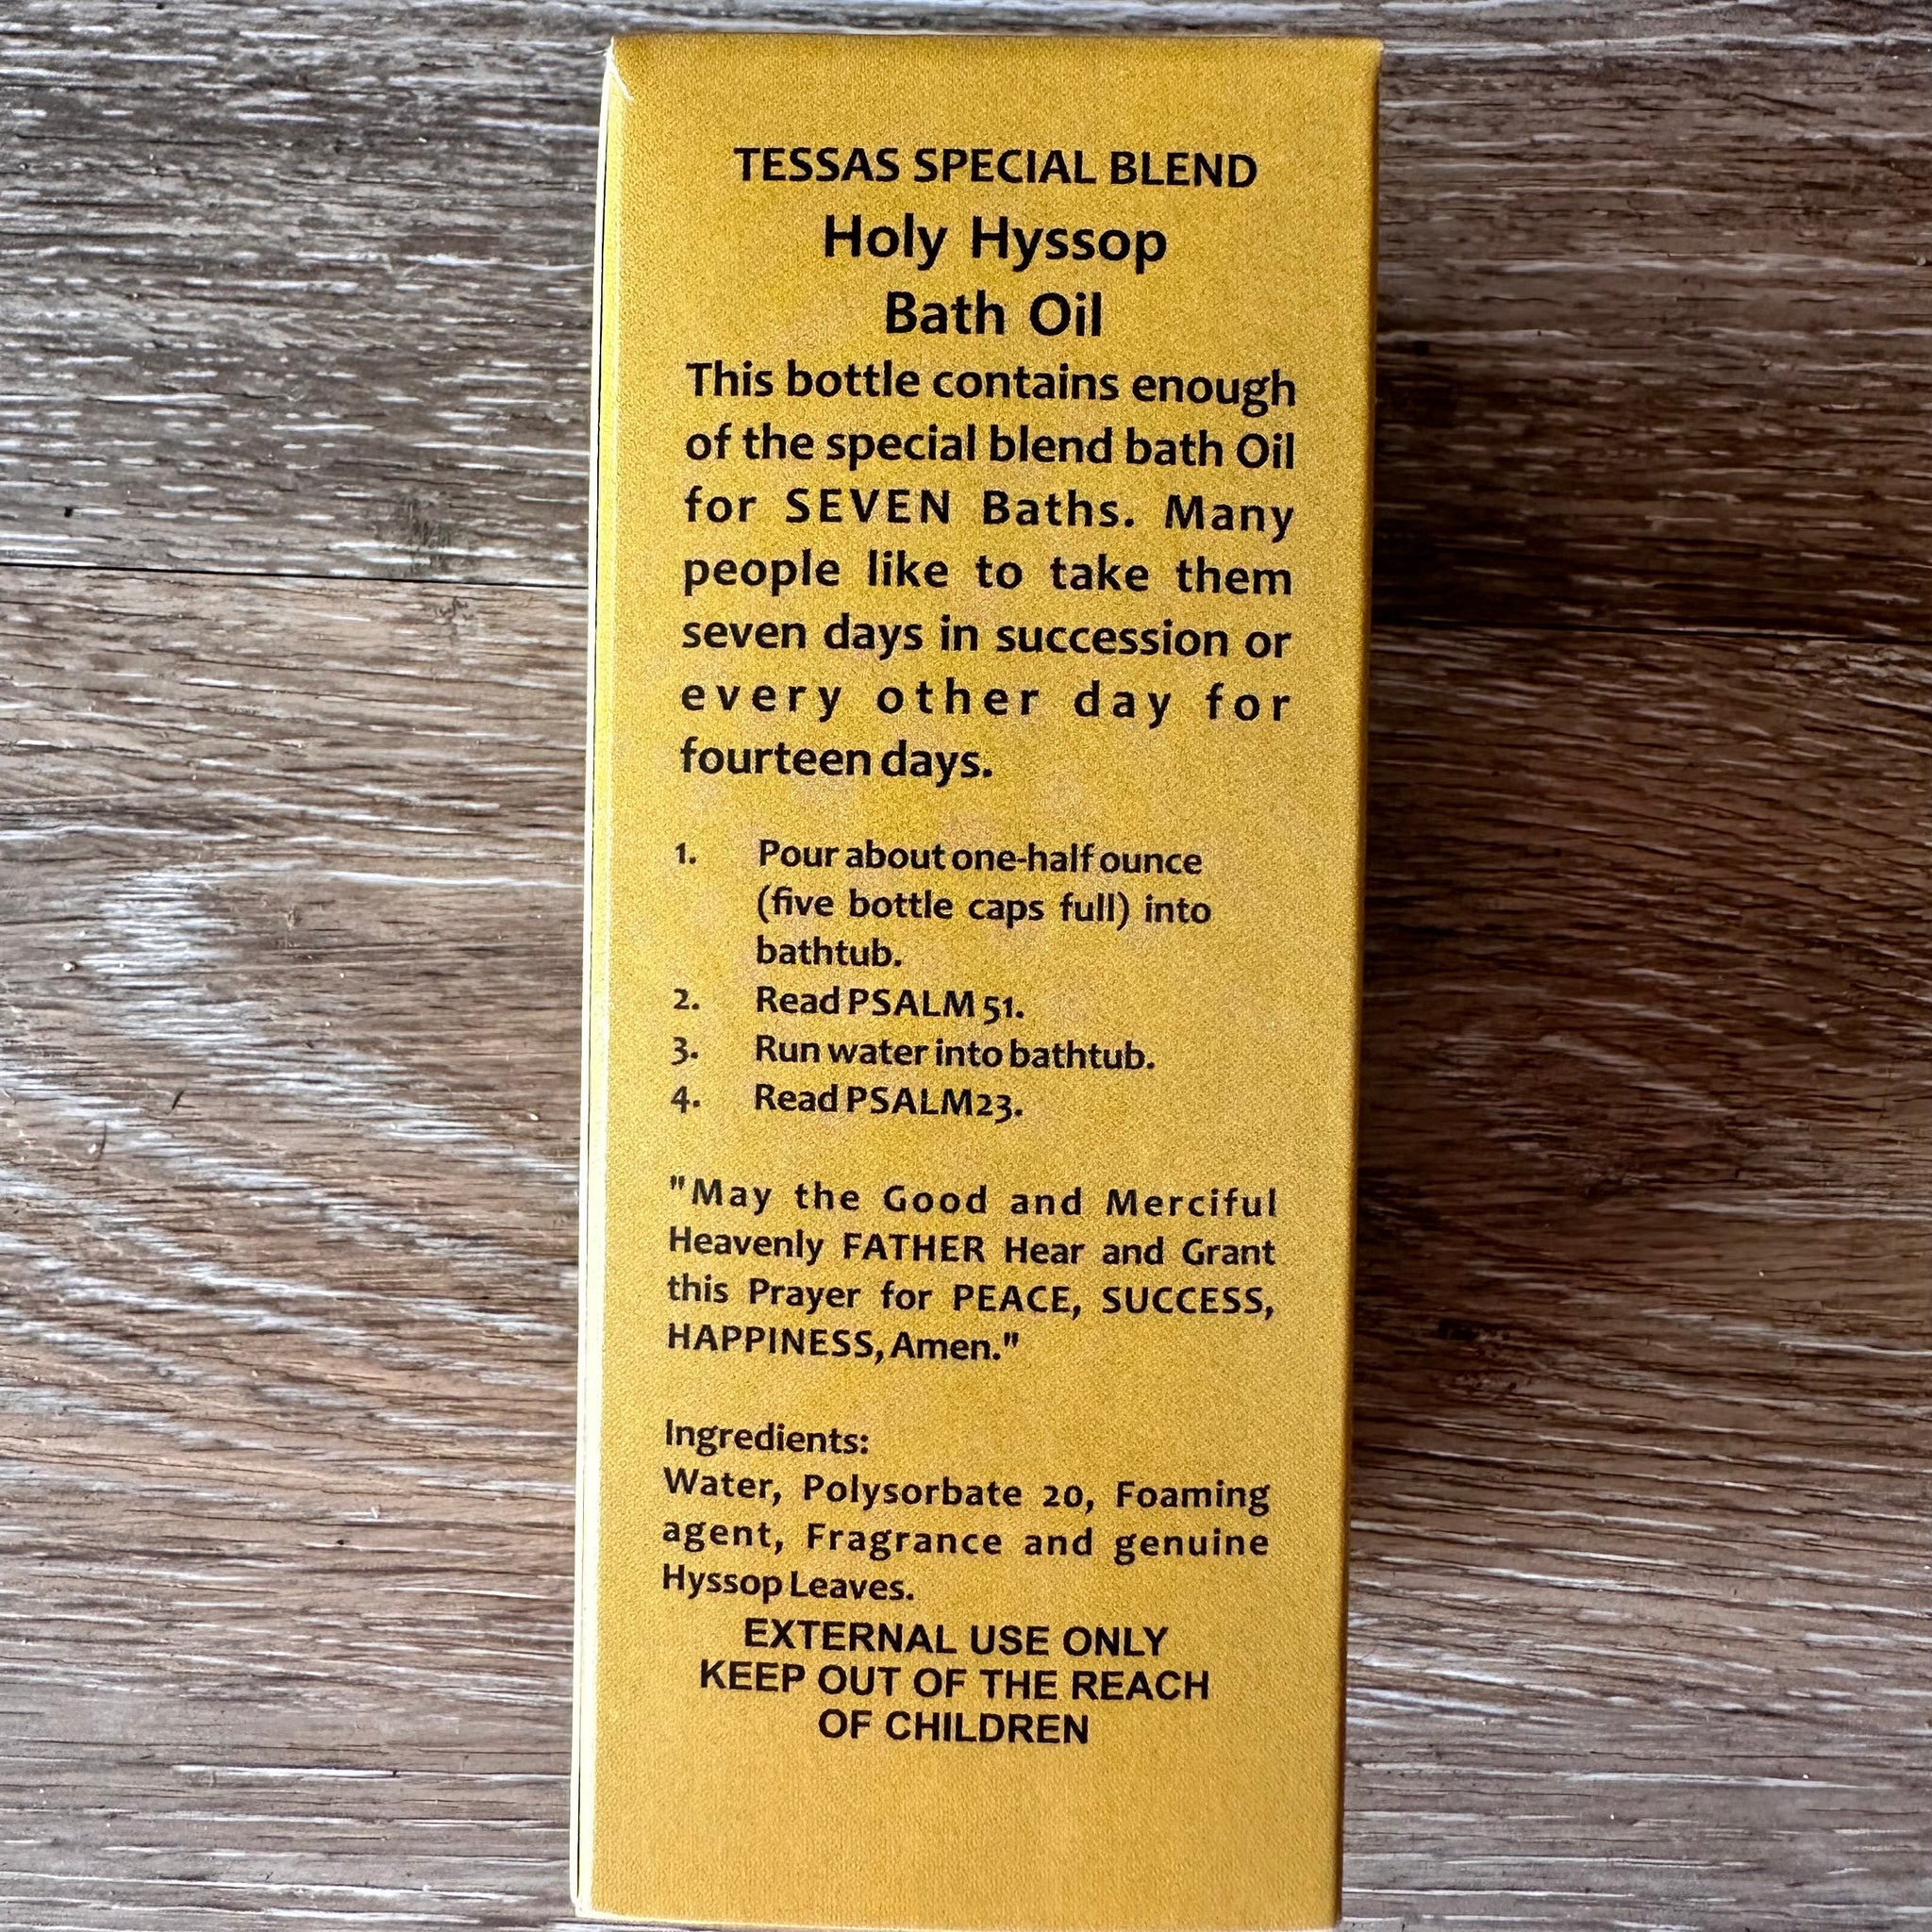 TESSAS SPECIAL BLEND
Holy Hyssop
Bath Oil
This bottle contains enough
of the special blend bath Oil
for SEVEN Baths. Many
people like to take them
seven days in succession or
every other day for
fourteen days.
1. Pour about one-half ounce
(five bottle caps full) into
bathtub.
2. Read PSALM 51.
3. Run water into bathtub.
4. Read PSALM23.
"May the Good and Merciful
Heavenly FATHER Hear and Grant
this Prayer for PEACE, SUCCESS,
HAPPINESS, Amen."
Ingredients:
Water, Polysorbate 20, Foaming
agent, Fragrance and genuine
Hyssop Leaves.
EXTERNAL USE ONLY
KEEP OUT OF THE REACH
OF CHILDREN